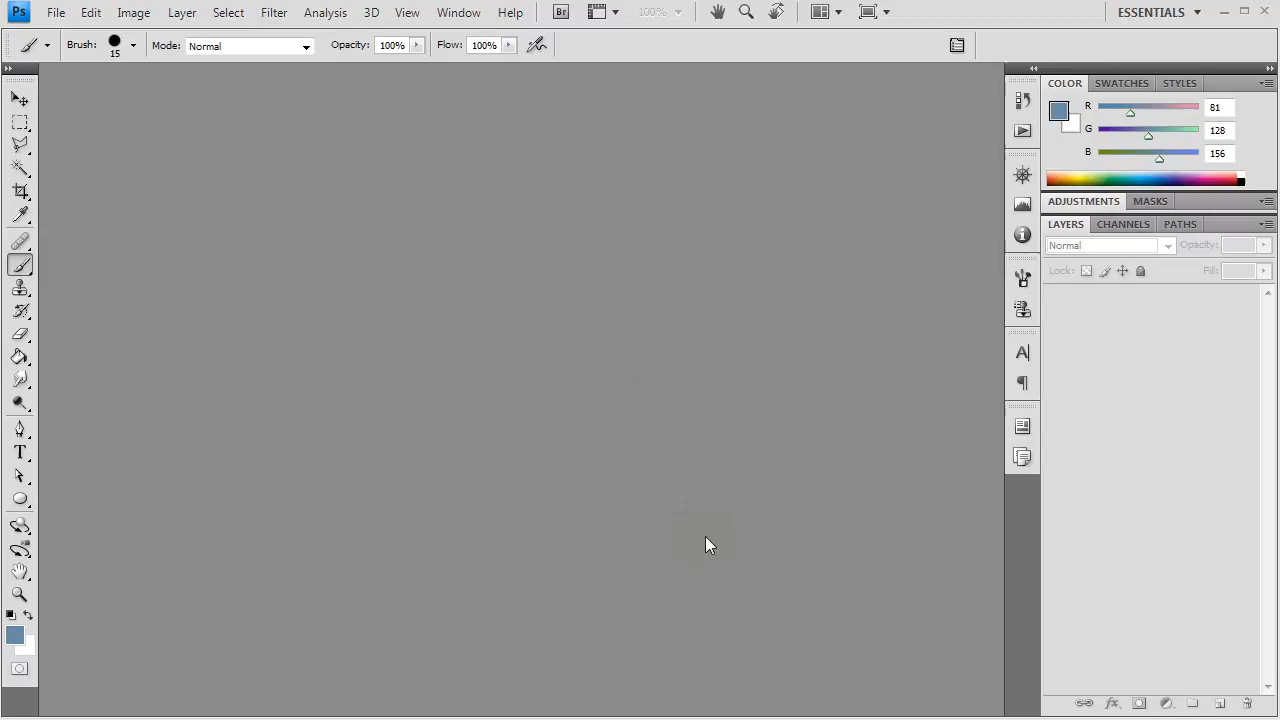 Ps File Edit Image Layer Select Filter Analysis 3D View Window Help Br 100% ESSENTIALS
Brush: 15 Mode: Normal Opacity: 100% Flow: 100%
COLOR SWATCHES STYLES
R 81
G 128
B 156
ADJUSTMENTS MASKS
LAYERS CHANNELS PATHS
Normal Opacity:
Lock: Fill:
A
T
fx